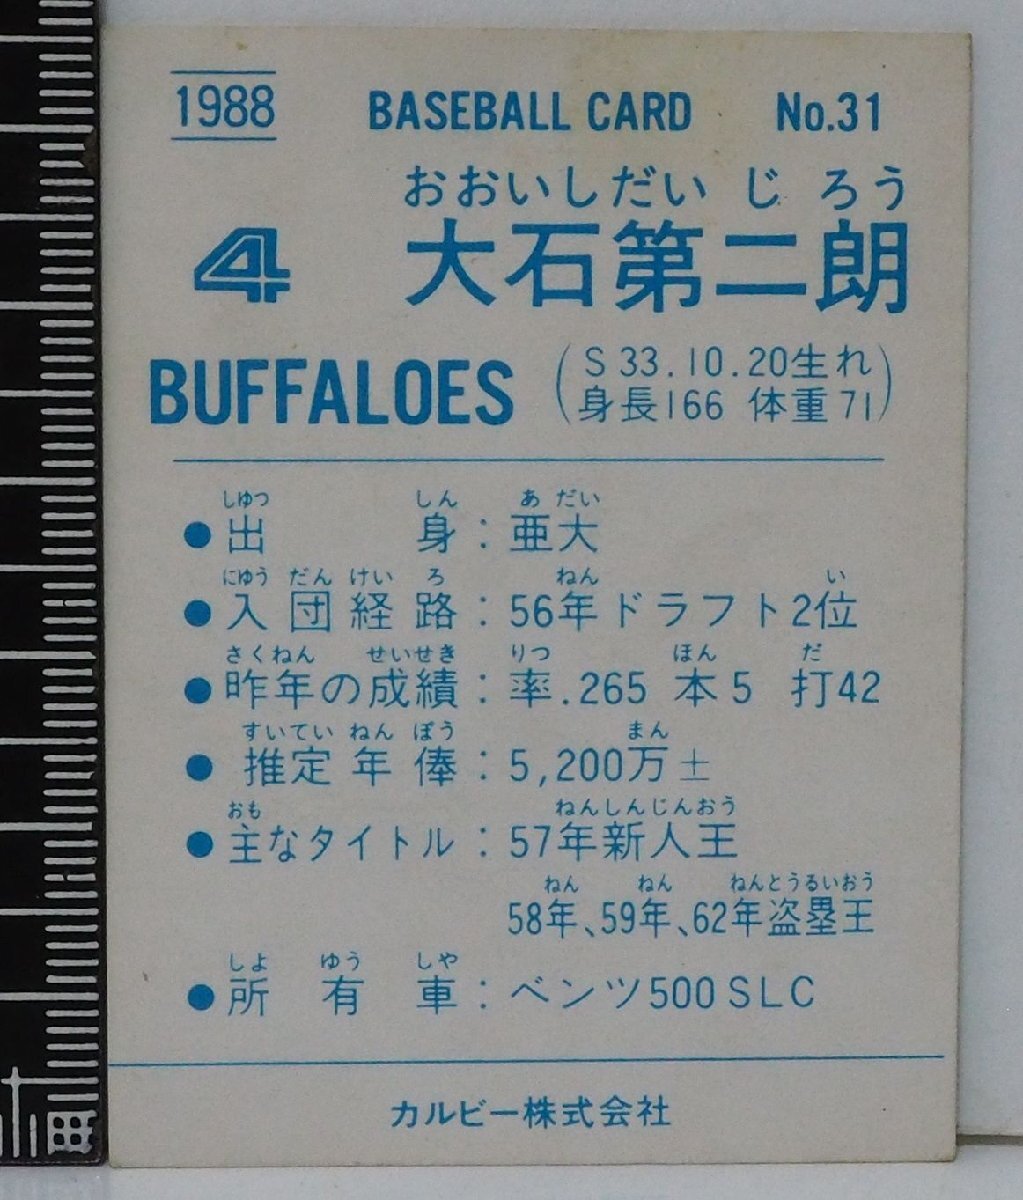 1988 BASEBALL CARD No.31
おおいしだいじろう
4 大石第二朗
BUFFALOES (S33.10.20生れ
身長166 体重71)
しゆつ しん あ だい
●出身:亜大
にゆう だん けい ろ ねん い
●入団経路:56年ドラフト2位
さくねん せいせき りつ ほん だ
●昨年の成績:率.265 本5 打42
すいてい ねん ぽう まん
●推定年俸:5,200万±
おも ねんしんじんおう
●主なタイトル:57年新人王
ねん ねん ねんとうるいおう
58年、59年、62年盗塁王
しよ ゆう しや
●所有車:ベンツ500SLC
カルビー株式会社